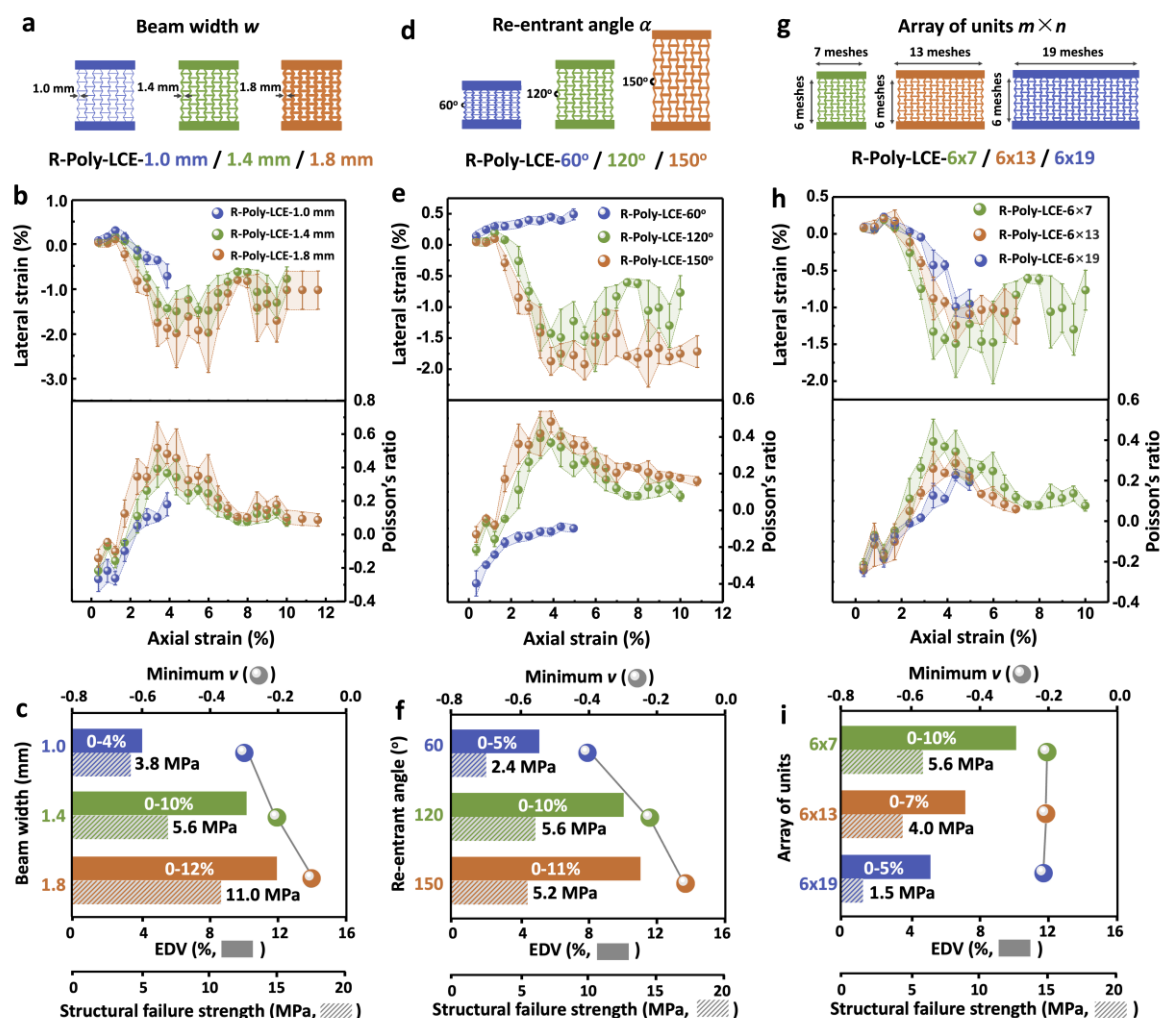 a
Beam width w
1.0 mm
1.4 mm
1.8 mm
R-Poly-LCE-1.0 mm / 1.4 mm / 1.8 mm
b
Lateral strain (%)
1.0
0.0
-1.0
-2.0
-3.0
R-Poly-LCE-1.0 mm
R-Poly-LCE-1.4 mm
R-Poly-LCE-1.8 mm
0.8
0.6
0.4
0.2
0.0
-0.2
-0.4
Poisson's ratio
0 2 4 6 8 10 12
Axial strain (%)
c
Minimum v ( )
-0.8 -0.6 -0.4 -0.2 0.0
Beam width (mm)
1.0
0-4%
3.8 MPa
1.4
0-10%
5.6 MPa
1.8
0-12%
11.0 MPa
0 4 8 12 16
EDV (%, )
0 5 10 15 20
Structural failure strength (MPa, )
d
Re-entrant angle α
60°
120°
150°
R-Poly-LCE-60° / 120° / 150°
e
Lateral strain (%)
0.5
0.0
-0.5
-1.0
-1.5
-2.0
R-Poly-LCE-60°
R-Poly-LCE-120°
R-Poly-LCE-150°
0.6
0.4
0.2
0.0
-0.2
-0.4
Poisson's ratio
0 2 4 6 8 10 12
Axial strain (%)
f
Minimum v ( )
-0.8 -0.6 -0.4 -0.2 0.0
Re-entrant angle (°)
60
0-5%
2.4 MPa
120
0-10%
5.6 MPa
150
0-11%
5.2 MPa
0 4 8 12 16
EDV (%, )
0 5 10 15 20
Structural failure strength (MPa, )
g
Array of units m×n
7 meshes
13 meshes
19 meshes
6 meshes
6 meshes
6 meshes
R-Poly-LCE-6x7 / 6x13 / 6x19
h
Lateral strain (%)
0.5
0.0
-0.5
-1.0
-1.5
-2.0
R-Poly-LCE-6×7
R-Poly-LCE-6×13
R-Poly-LCE-6×19
0.6
0.4
0.2
0.0
-0.2
-0.4
Poisson's ratio
0 2 4 6 8 10
Axial strain (%)
i
Minimum v ( )
-0.8 -0.6 -0.4 -0.2 0.0
Array of units
6x7
0-10%
5.6 MPa
6x13
0-7%
4.0 MPa
6x19
0-5%
1.5 MPa
0 4 8 12 16
EDV (%, )
0 5 10 15 20
Structural failure strength (MPa, )